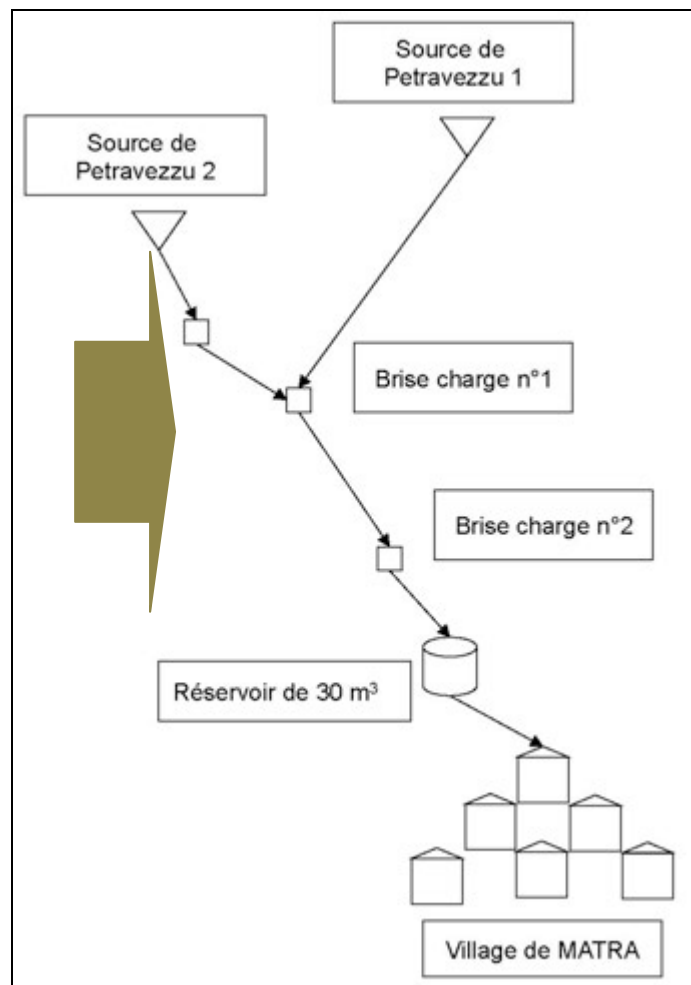 Source de
Petravezzu 1
Source de
Petravezzu 2
Brise charge n°1
Brise charge n°2
Réservoir de 30 m³
Village de MATRA